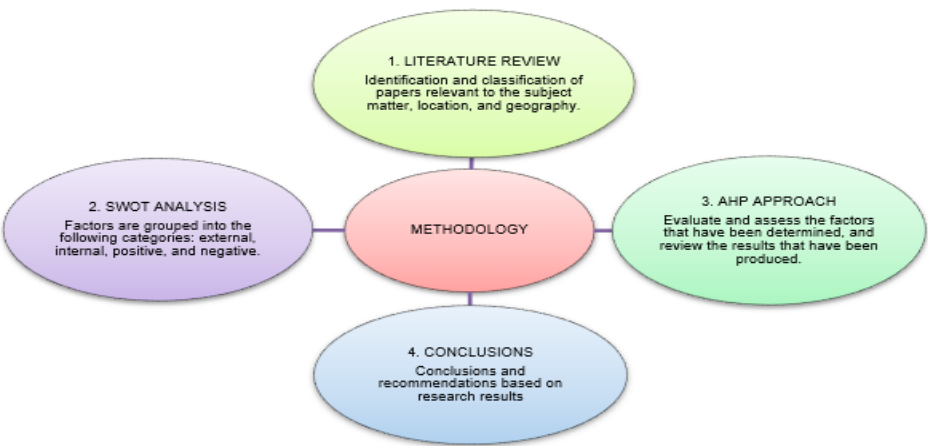 1. LITERATURE REVIEW
Identification and classification of
papers relevant to the subject
matter, location, and geography.
2. SWOT ANALYSIS
Factors are grouped into the
following categories: external,
internal, positive, and negative.
METHODOLOGY
3. AHP APPROACH
Evaluate and assess the factors
that have been determined, and
review the results that have been
produced.
4. CONCLUSIONS
Conclusions and
recommendations based on
research results